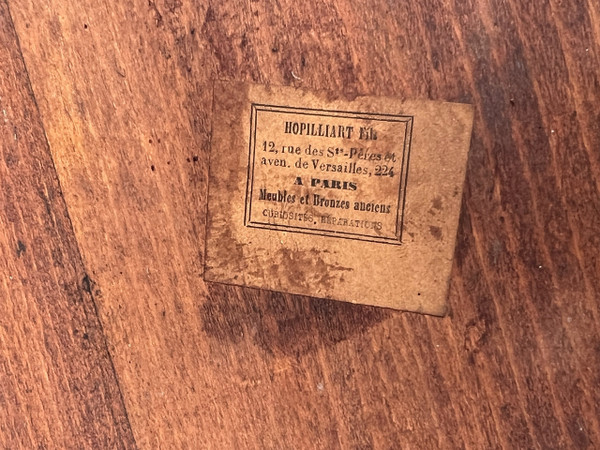 HOPILLIART Fils
12, rue des Sts-Pères et
aven. de Versailles, 224
A PARIS
Meubles et Bronzes anciens
CURIOSITÉS, RÉPARATIONS